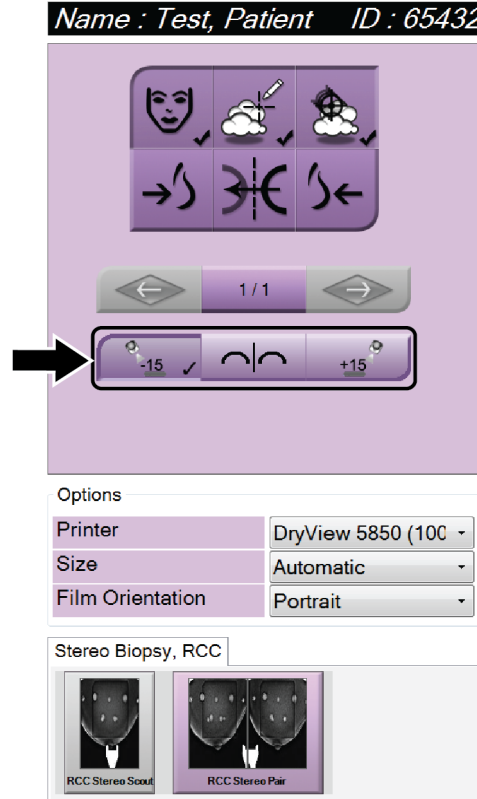 Name : Test, Patient ID : 65432
1 / 1
-15
+15
Options
Printer DryView 5850 (100
Size Automatic
Film Orientation Portrait
Stereo Biopsy, RCC
RCC Stereo Scout
RCC Stereo Pair